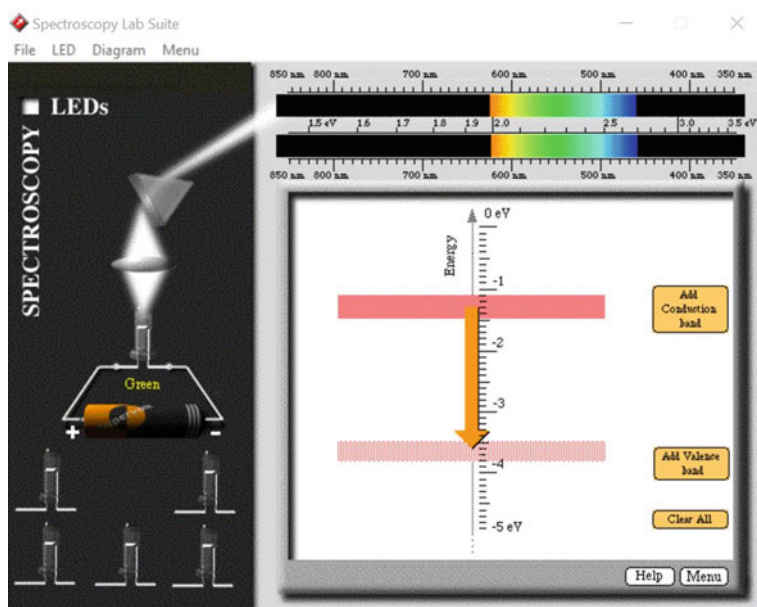 Spectroscopy Lab Suite
File LED Diagram Menu
LEDs
SPECTROSCOPY
850 nm 800 nm 700 nm 600 nm 500 nm 400 nm 350 nm
1.5 eV 1.6 1.7 1.8 1.9 2.0 2.5 3.0 3.5 eV
850 nm 800 nm 700 nm 600 nm 500 nm 400 nm 350 nm
0 eV
Energy
-1
-2
-3
-4
-5 eV
Add
Conduction
band
Add Valence
band
Clear All
Green
+ -
Help Menu